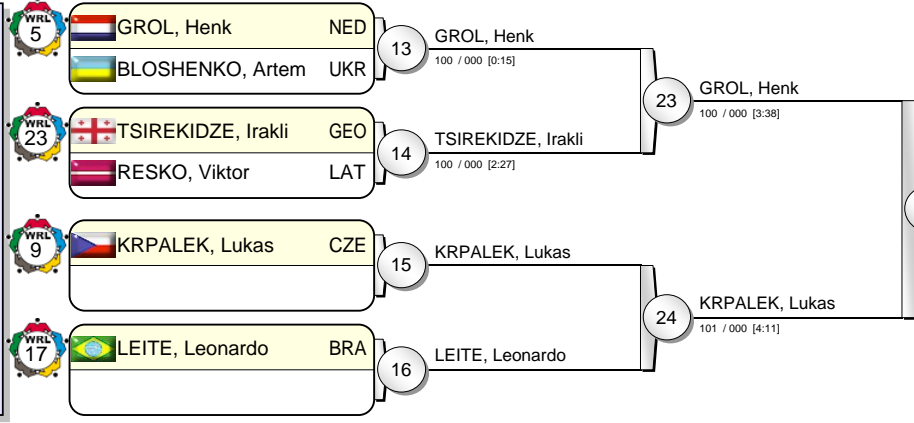 WRL
5
GROL, Henk NED
BLOSHENKO, Artem UKR
13
GROL, Henk
100 / 000 [0:15]
WRL
23
TSIREKIDZE, Irakli GEO
RESKO, Viktor LAT
14
TSIREKIDZE, Irakli
100 / 000 [2:27]
23
GROL, Henk
100 / 000 [3:38]
WRL
9
KRPALEK, Lukas CZE
15
KRPALEK, Lukas
WRL
17
LEITE, Leonardo BRA
16
LEITE, Leonardo
24
KRPALEK, Lukas
101 / 000 [4:11]